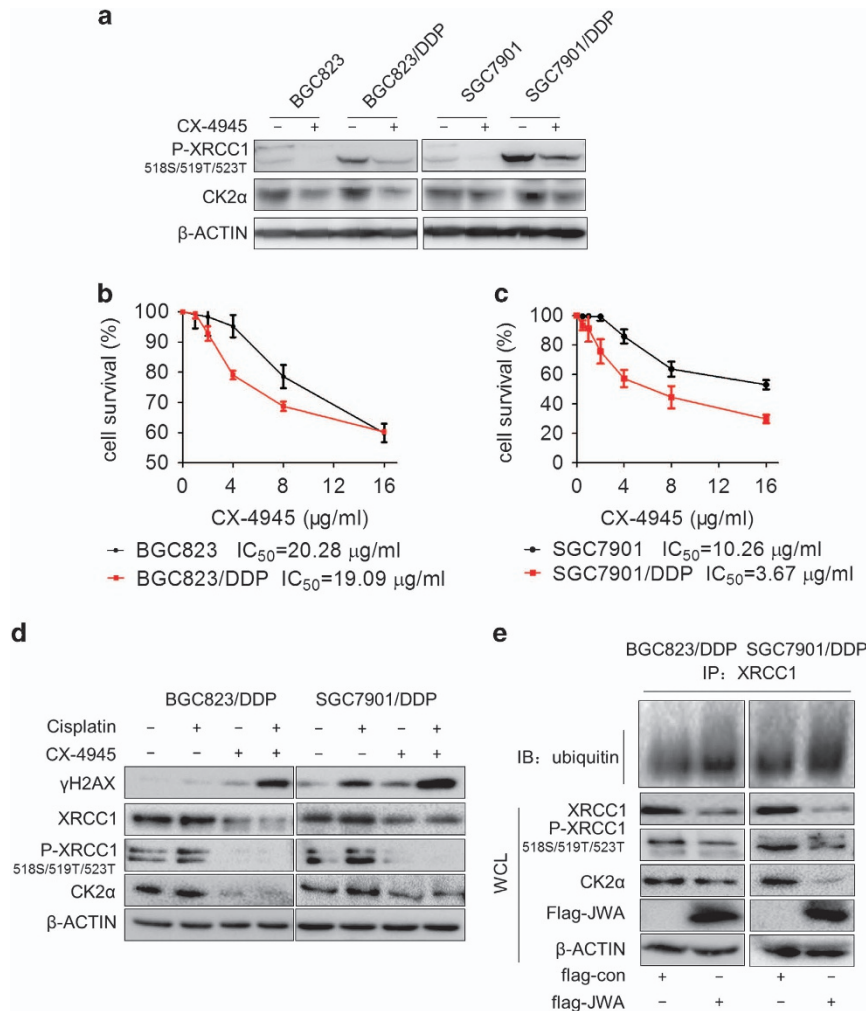 a
BGC823 BGC823/DDP SGC7901 SGC7901/DDP
CX-4945 − + − + − + − +
P-XRCC1
518S/519T/523T
CK2α
β-ACTIN
b
100
90
80
70
60
50
cell survival (%)
0 4 8 12 16
CX-4945 (μg/ml)
BGC823 IC50=20.28 μg/ml
BGC823/DDP IC50=19.09 μg/ml
c
100
80
60
40
20
0
cell survival (%)
0 4 8 12 16
CX-4945 (μg/ml)
SGC7901 IC50=10.26 μg/ml
SGC7901/DDP IC50=3.67 μg/ml
d
BGC823/DDP SGC7901/DDP
Cisplatin − + − + − + − +
CX-4945 − − + + − − + +
γH2AX
XRCC1
P-XRCC1
518S/519T/523T
CK2α
β-ACTIN
e
BGC823/DDP SGC7901/DDP
IP: XRCC1
IB: ubiquitin
WCL
XRCC1
P-XRCC1
518S/519T/523T
CK2α
Flag-JWA
β-ACTIN
flag-con + − + −
flag-JWA − + − +